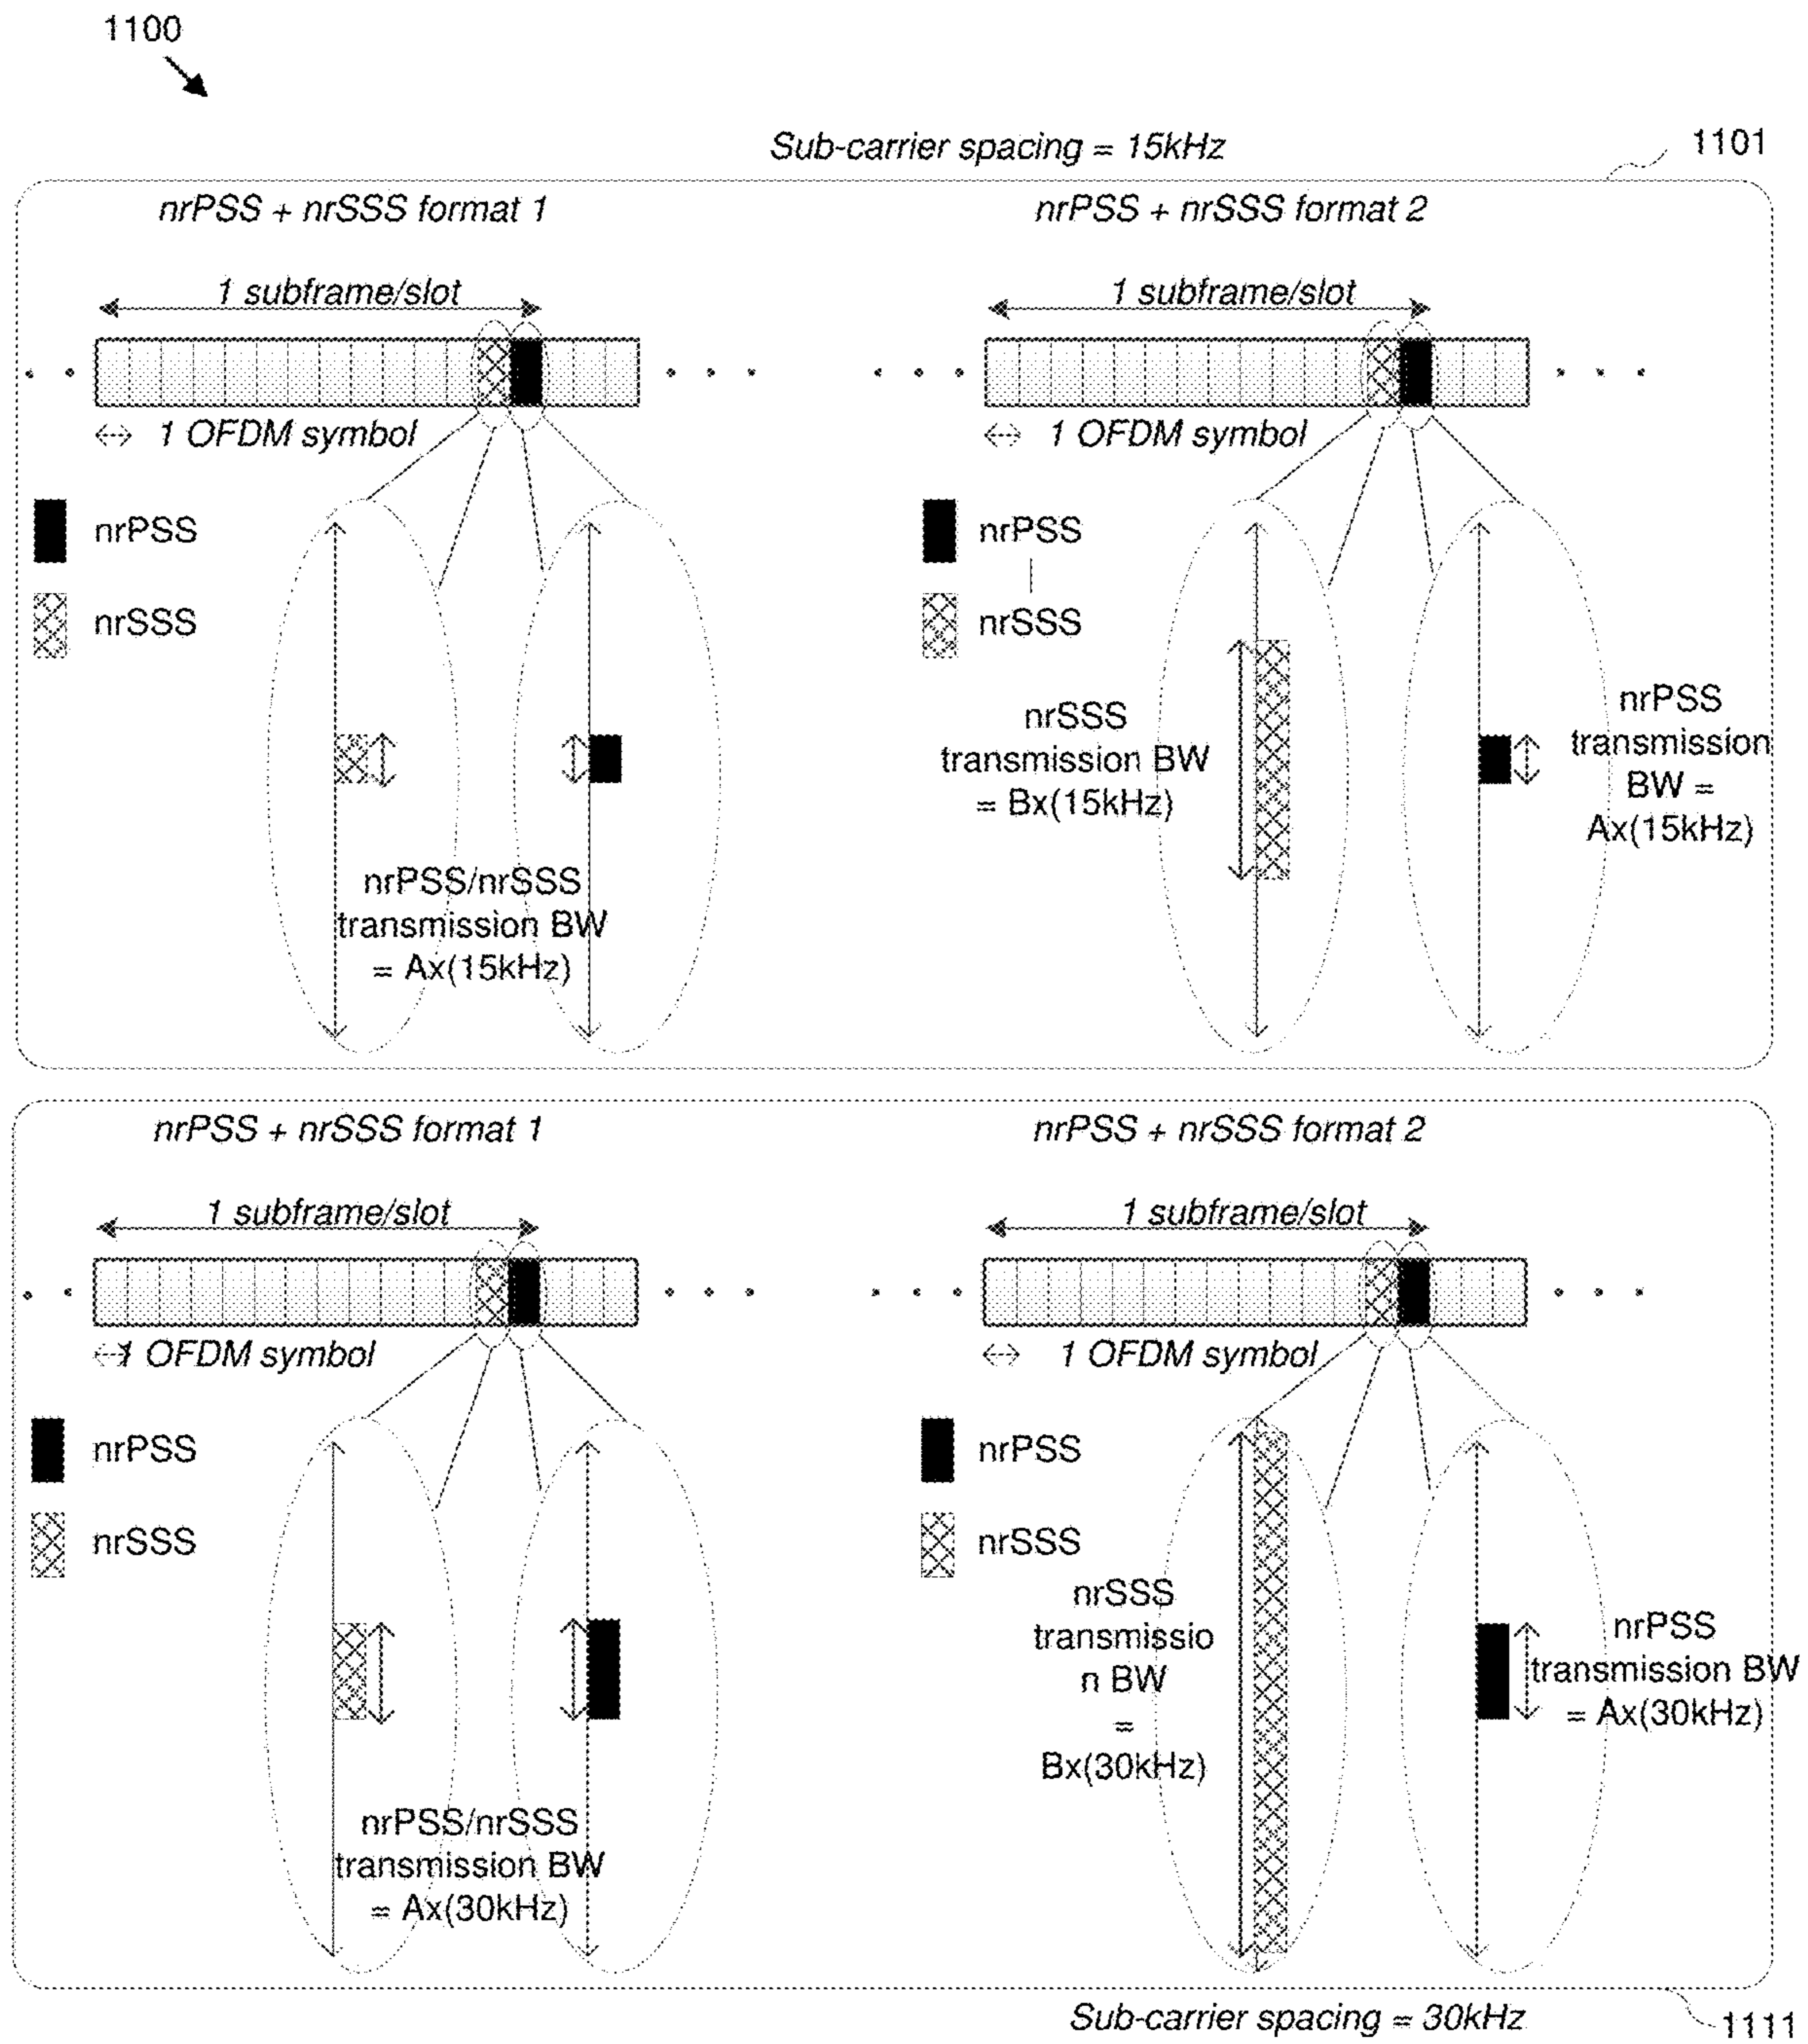 1100
Sub-carrier spacing = 15kHz
1101
nrPSS + nrSSS format 1
1 subframe/slot
1 OFDM symbol
nrPSS
nrSSS
nrPSS/nrSSS
transmission BW
= Ax(15kHz)
nrPSS + nrSSS format 2
1 subframe/slot
1 OFDM symbol
nrPSS
nrSSS
nrSSS
transmission BW
= Bx(15kHz)
nrPSS
transmission
BW =
Ax(15kHz)
nrPSS + nrSSS format 1
1 subframe/slot
1 OFDM symbol
nrPSS
nrSSS
nrPSS/nrSSS
transmission BW
= Ax(30kHz)
nrPSS + nrSSS format 2
1 subframe/slot
1 OFDM symbol
nrPSS
nrSSS
nrSSS
transmissio
n BW
=
Bx(30kHz)
nrPSS
transmission BW
= Ax(30kHz)
Sub-carrier spacing = 30kHz
1111